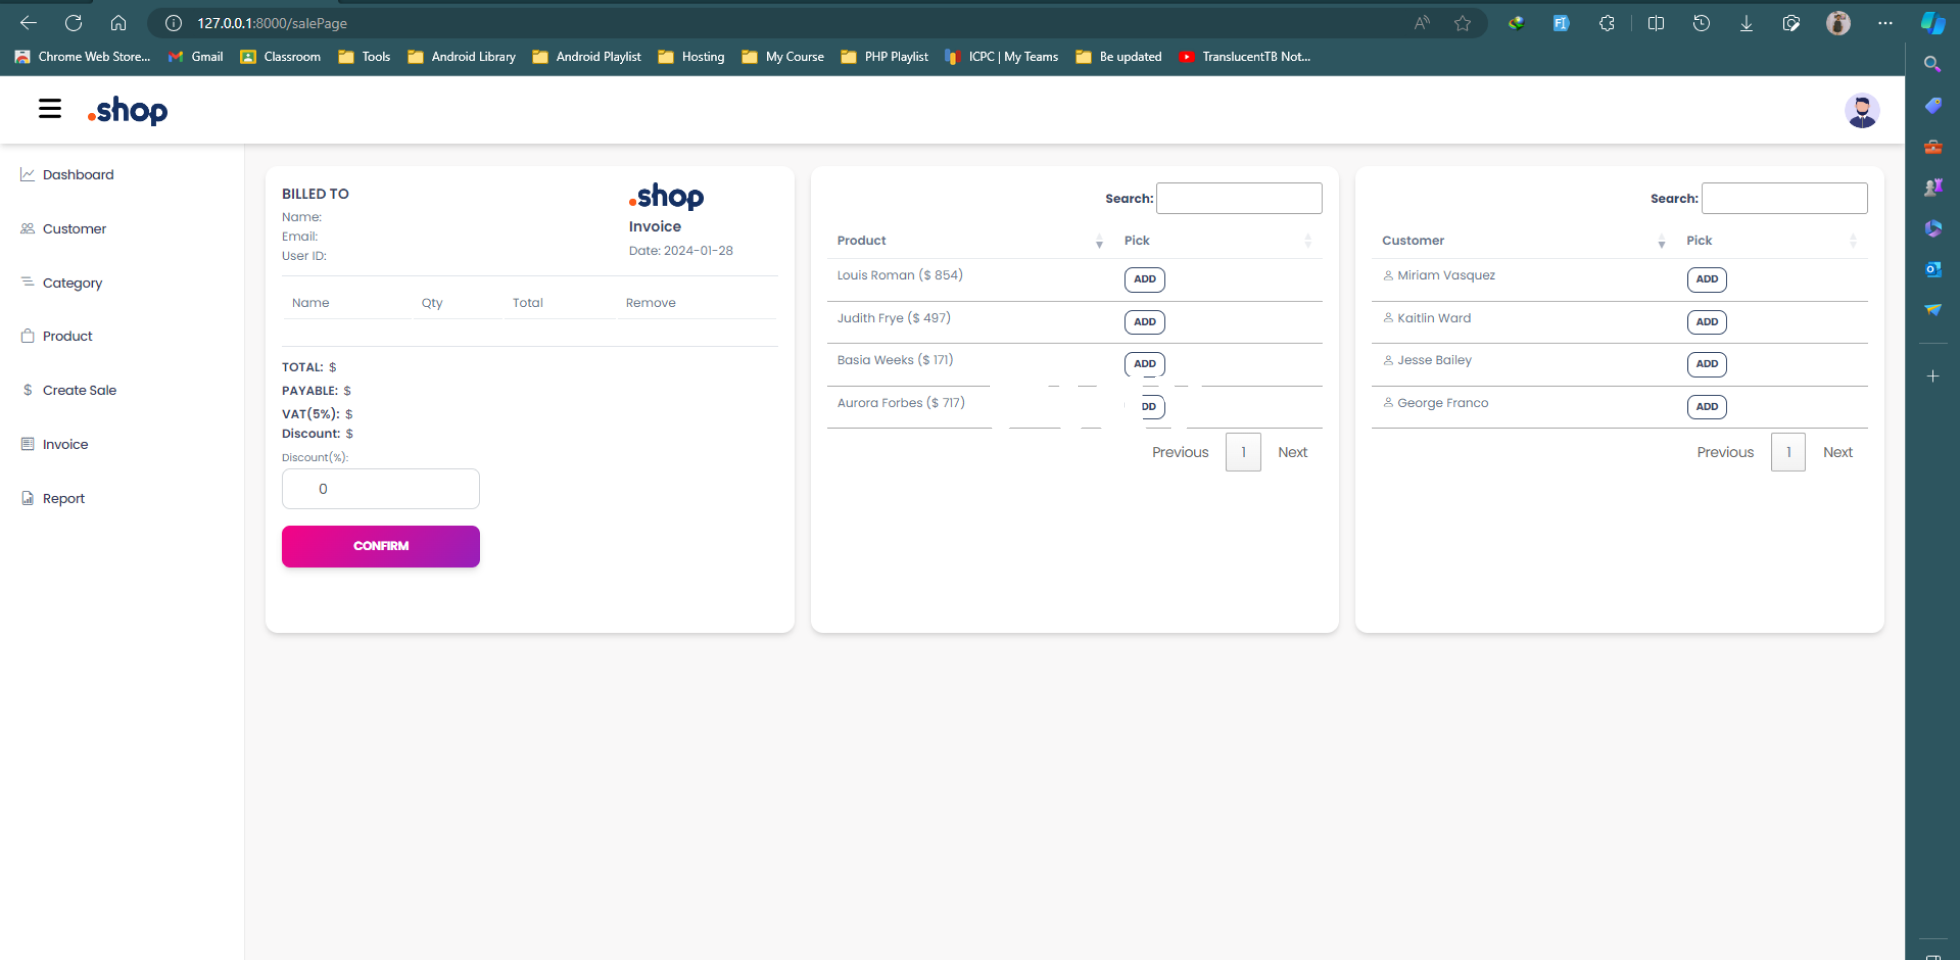 127.0.0.1:8000/salePage
Chrome Web Store... Gmail Classroom Tools Android Library Android Playlist Hosting My Course PHP Playlist ICPC | My Teams Be updated TranslucentTB Not...
.shop
Dashboard
Customer
Category
Product
Create Sale
Invoice
Report
BILLED TO
Name:
Email:
User ID:
.shop
Invoice
Date: 2024-01-28
Name Qty Total Remove
TOTAL: $
PAYABLE: $
VAT(5%): $
Discount: $
Discount(%):
0
CONFIRM
Search:
Product Pick
Louis Roman ($ 854) ADD
Judith Frye ($ 497) ADD
Basia Weeks ($ 171) ADD
Aurora Forbes ($ 717) DD
Previous 1 Next
Search:
Customer Pick
Miriam Vasquez ADD
Kaitlin Ward ADD
Jesse Bailey ADD
George Franco ADD
Previous 1 Next